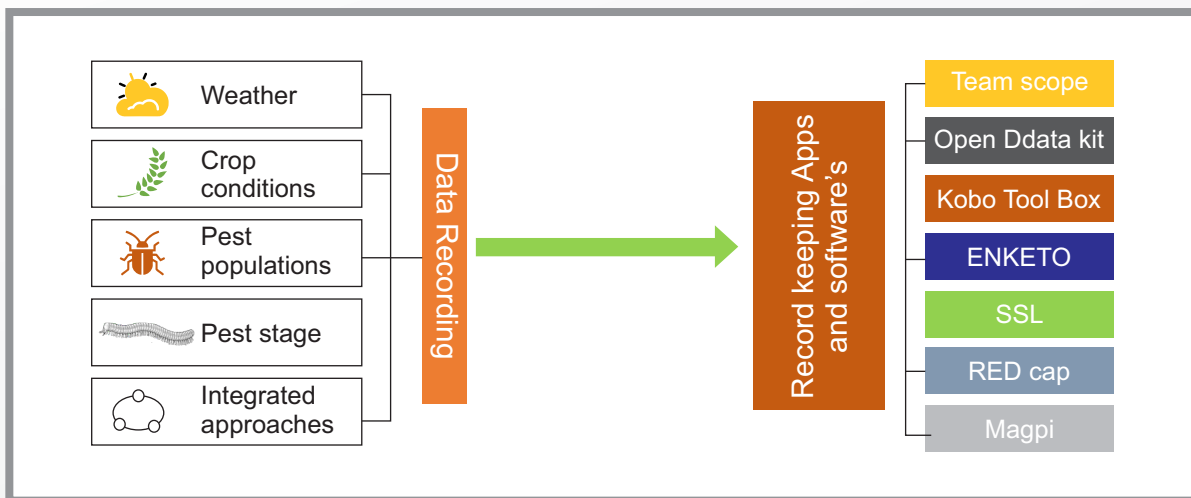 Weather
Crop
conditions
Pest
populations
Pest stage
Integrated
approaches
Data Recording
Record keeping Apps
and software's
Team scope
Open Ddata kit
Kobo Tool Box
ENKETO
SSL
RED cap
Magpi